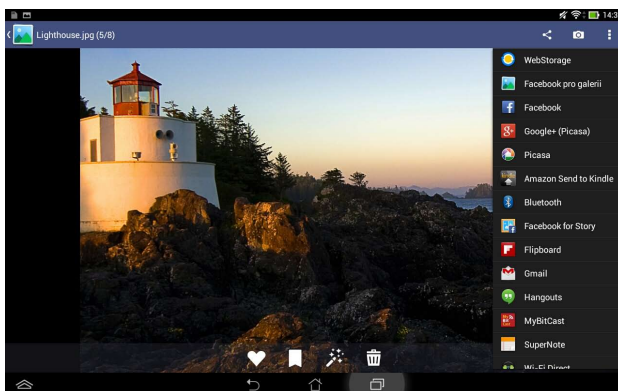 14:3
Lighthouse.jpg (5/8)
WebStorage
Facebook pro galerii
Facebook
Google+ (Picasa)
Picasa
Amazon Send to Kindle
Bluetooth
Facebook for Story
Flipboard
Gmail
Hangouts
MyBitCast
SuperNote
Wi-Fi Direct